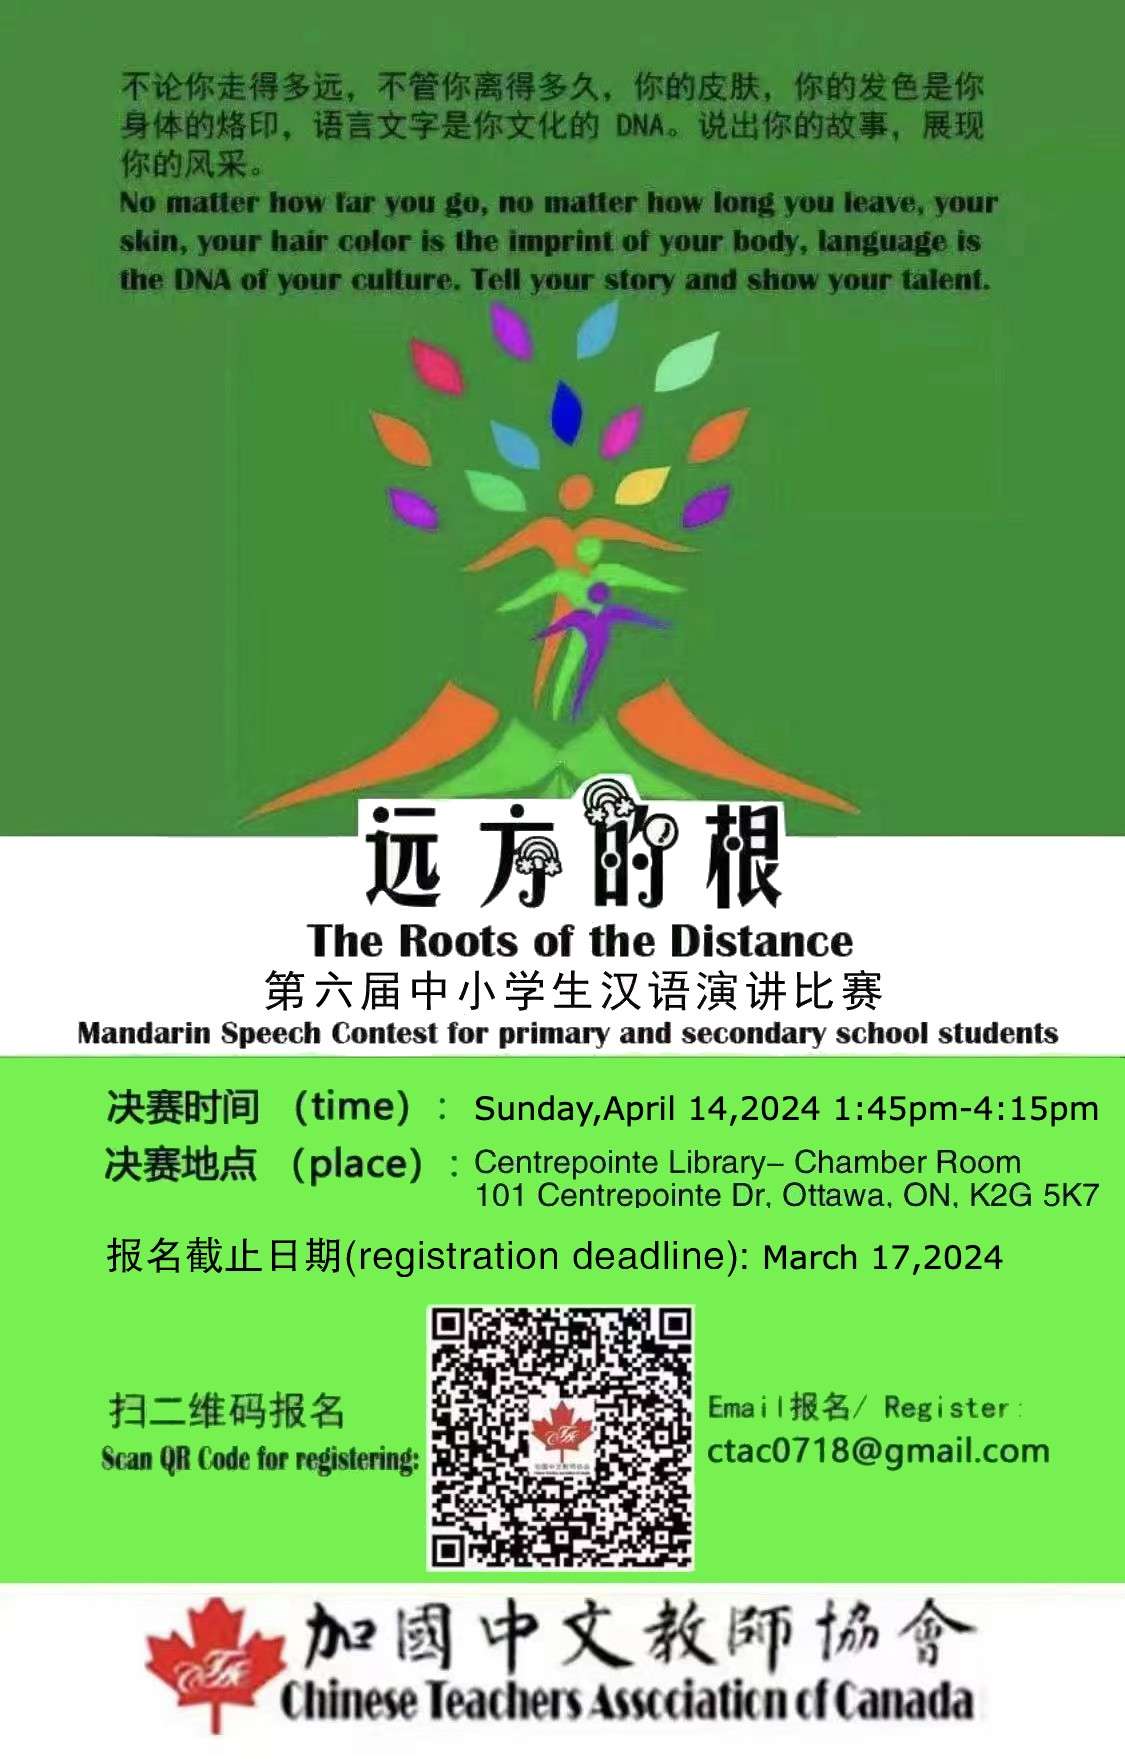 不论你走得多远，不管你离得多久，你的皮肤，你的发色是你
身体的烙印，语言文字是你文化的 DNA。说出你的故事，展现
你的风采。
No matter how far you go, no matter how long you leave, your
skin, your hair color is the imprint of your body, language is
the DNA of your culture. Tell your story and show your talent.
远方的根
The Roots of the Distance
第六届中小学生汉语演讲比赛
Mandarin Speech Contest for primary and secondary school students
决赛时间 （time）: Sunday,April 14,2024 1:45pm-4:15pm
决赛地点 （place）: Centrepointe Library– Chamber Room
101 Centrepointe Dr, Ottawa, ON, K2G 5K7
报名截止日期(registration deadline): March 17,2024
扫二维码报名
Scan QR Code for registering:
Email报名/ Register:
ctac0718@gmail.com
加國中文教師協會
Chinese Teachers Association of Canada